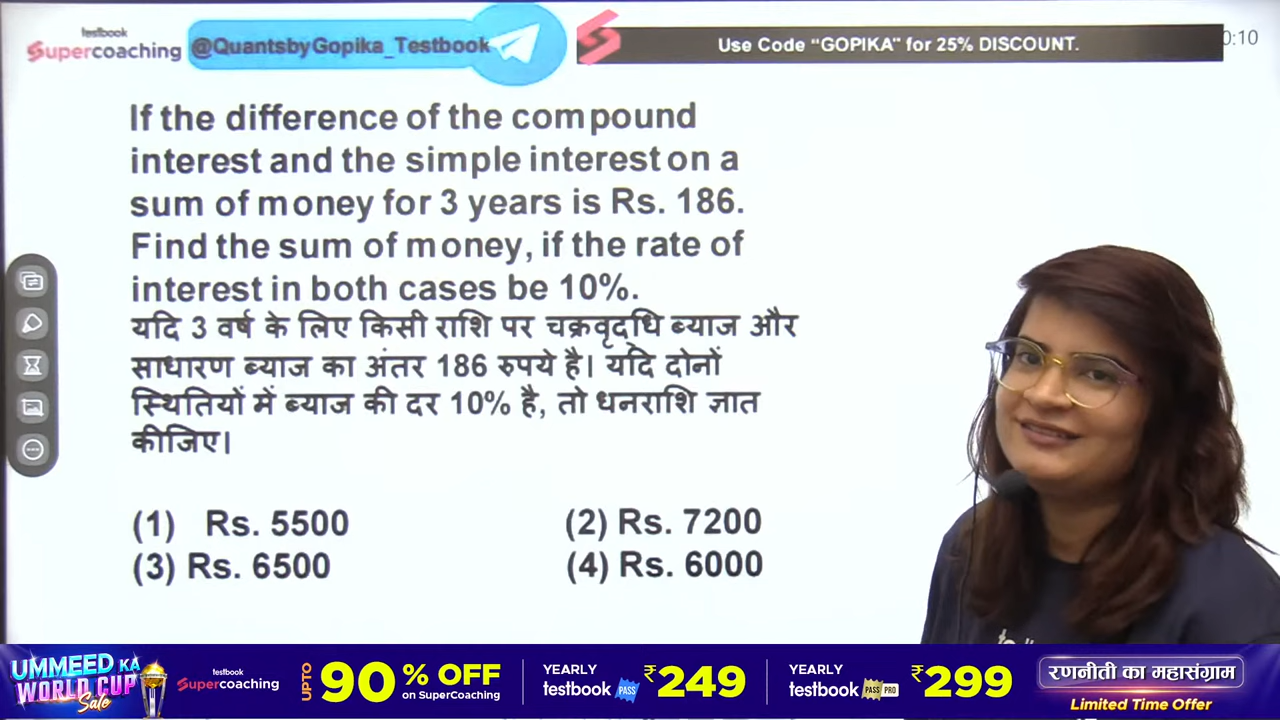 testbook
Supercoaching
@QuantsbyGopika_Testbook
Use Code "GOPIKA" for 25% DISCOUNT.
0:10
If the difference of the compound
interest and the simple interest on a
sum of money for 3 years is Rs. 186.
Find the sum of money, if the rate of
interest in both cases be 10%.
यदि 3 वर्ष के लिए किसी राशि पर चक्रवृद्धि ब्याज और
साधारण ब्याज का अंतर 186 रुपये है। यदि दोनों
स्थितियों में ब्याज की दर 10% है, तो धनराशि ज्ञात
कीजिए।
(1) Rs. 5500
(2) Rs. 7200
(3) Rs. 6500
(4) Rs. 6000
UMMEED KA
WORLD CUP
Sale
testbook
Supercoaching
UPTO
90% OFF
on SuperCoaching
YEARLY
testbook PASS
₹249
YEARLY
testbook PASS PRO
₹299
रणनीती का महासंग्राम
Limited Time Offer